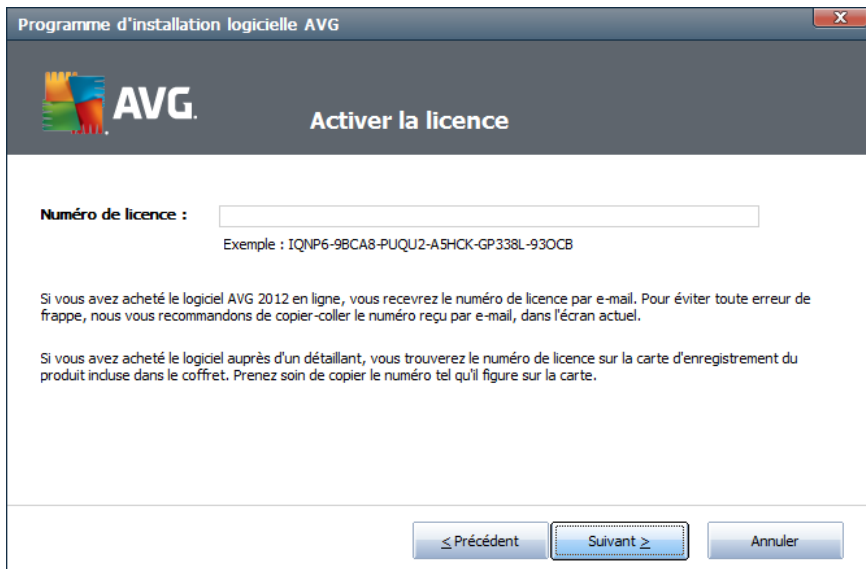 Programme d'installation logicielle AVG
X
AVG.
Activer la licence
Numéro de licence :
Exemple : IQNP6-9BCA8-PUQU2-A5HCK-GP338L-93OCB
Si vous avez acheté le logiciel AVG 2012 en ligne, vous recevrez le numéro de licence par e-mail. Pour éviter toute erreur de
frappe, nous vous recommandons de copier-coller le numéro reçu par e-mail, dans l'écran actuel.
Si vous avez acheté le logiciel auprès d'un détaillant, vous trouverez le numéro de licence sur la carte d'enregistrement du
produit incluse dans le coffret. Prenez soin de copier le numéro tel qu'il figure sur la carte.
< Précédent
Suivant >
Annuler